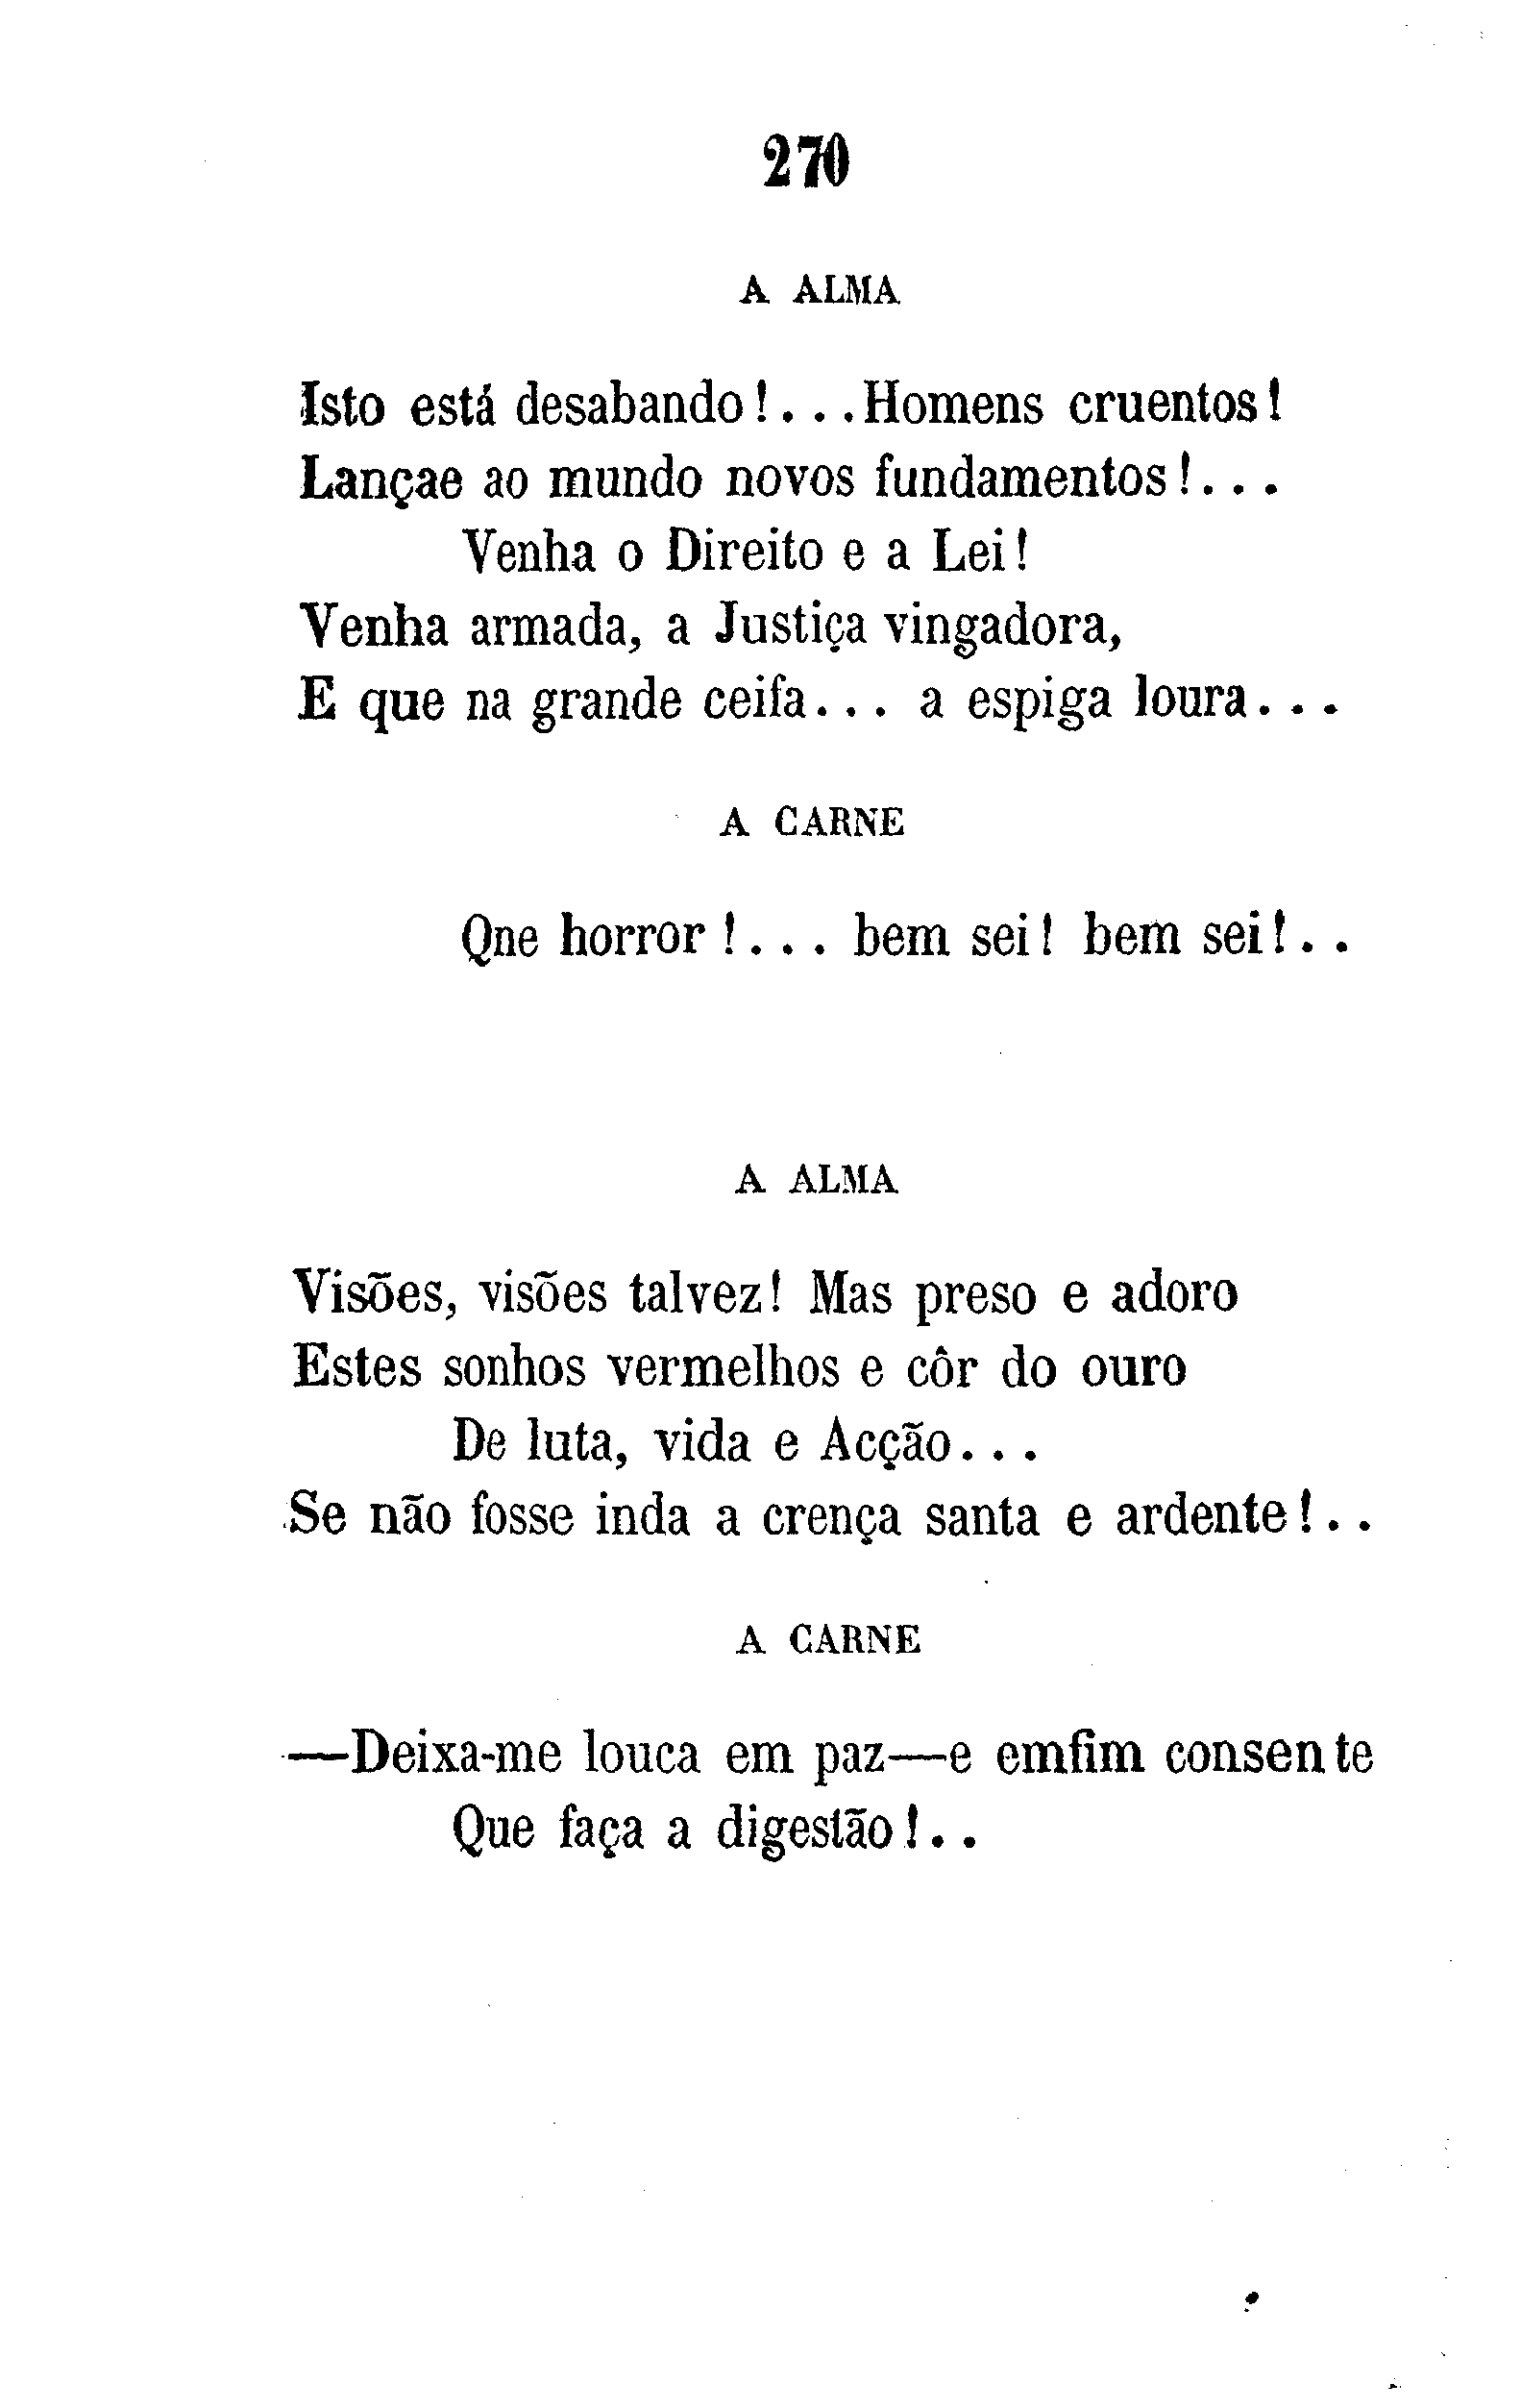 270
A ALMA
Isto está desabando!...Homens cruentos!
Lançae ao mundo novos fundamentos!...
Venha o Direito e a Lei!
Venha armada, a Justiça vingadora,
E que na grande ceifa... a espiga loura...
A CARNE
Qne horror!... bem sei! bem sei!..
A ALMA
Visões, visões talvez! Mas preso e adoro
Estes sonhos vermelhos e côr do ouro
De luta, vida e Acção...
Se não fosse inda a crença santa e ardente!..
A CARNE
—Deixa-me louca em paz—e emfim consente
Que faça a digestão!..